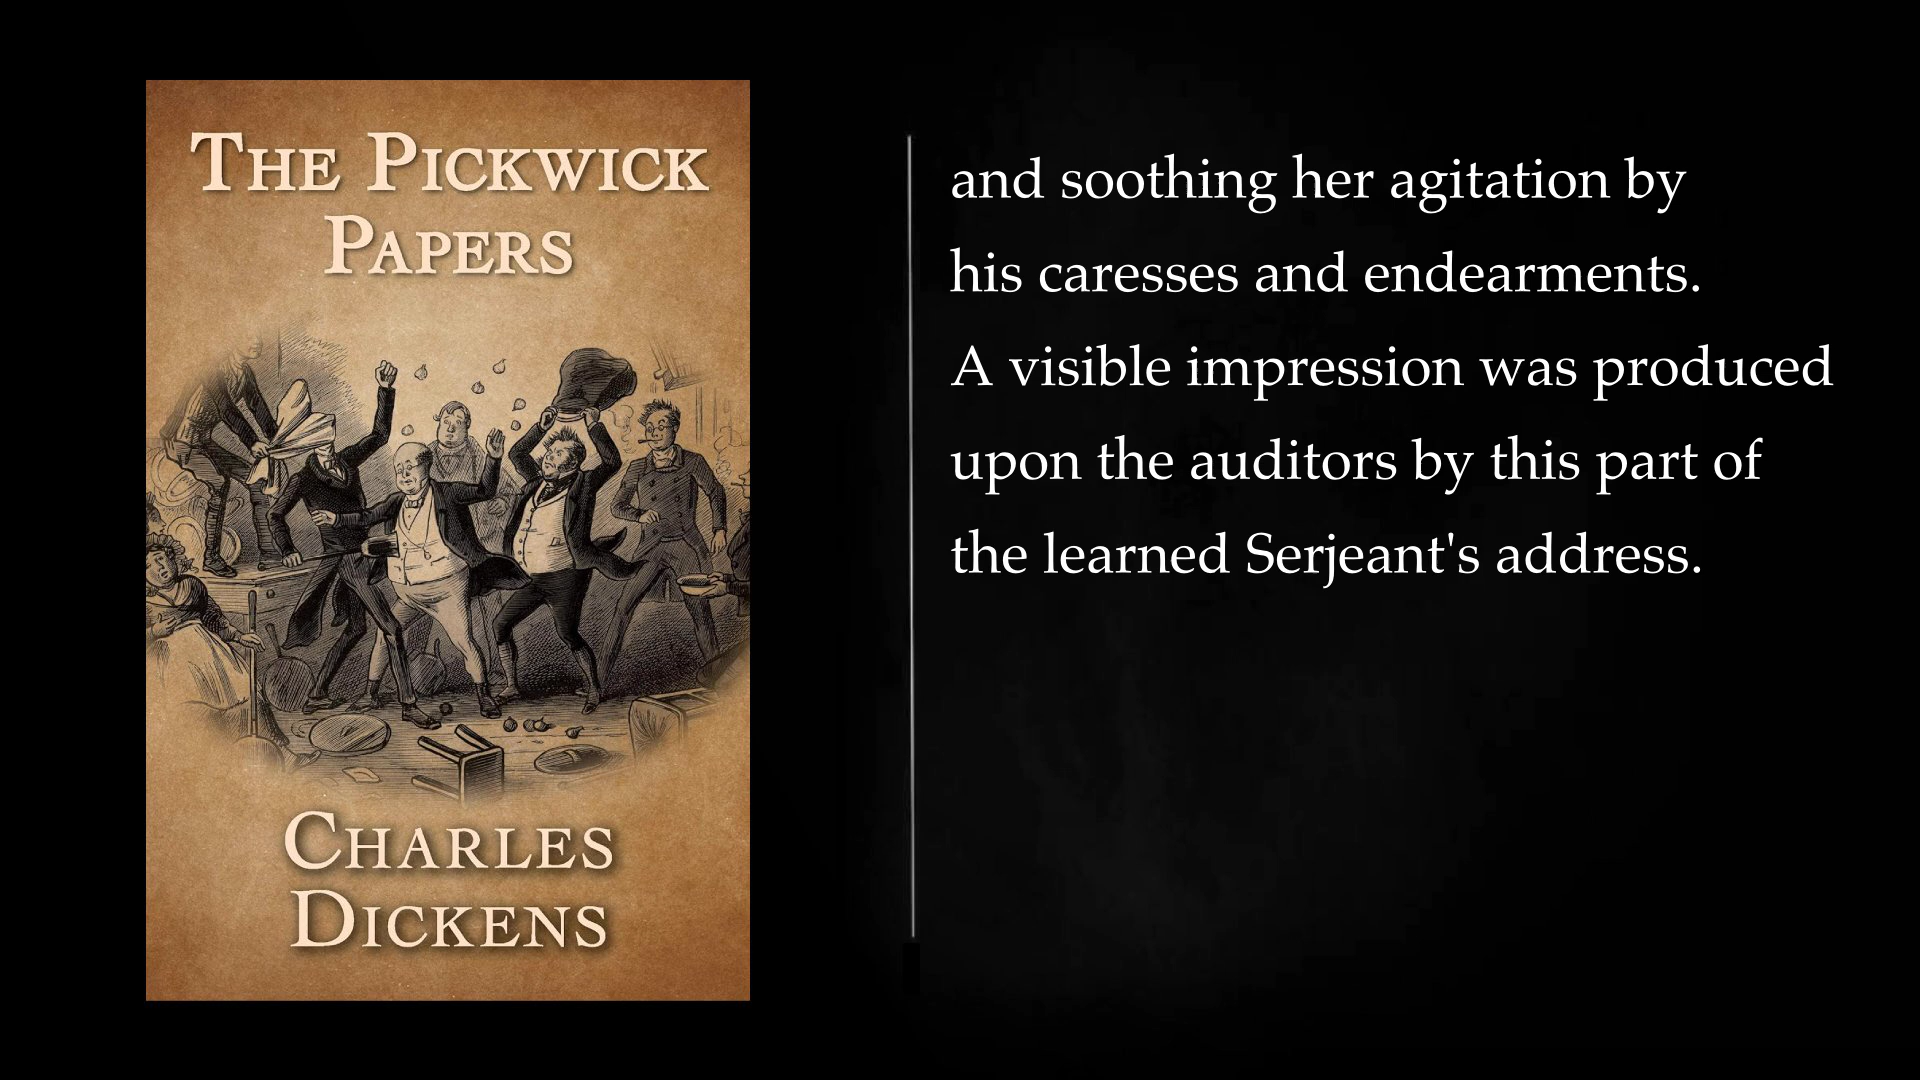 The Pickwick
Papers
Charles
Dickens
and soothing her agitation by
his caresses and endearments.
A visible impression was produced
upon the auditors by this part of
the learned Serjeant's address.